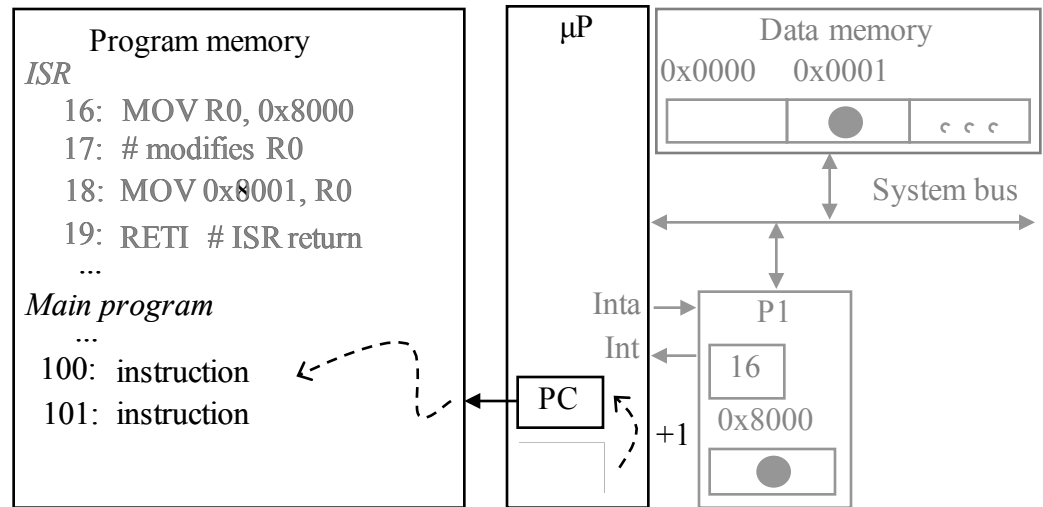 Program memory
ISR
16: MOV R0, 0x8000
17: # modifies R0
18: MOV 0x8001, R0
19: RETI # ISR return
...
Main program
...
100: instruction
101: instruction
μP
Inta
Int
PC
+1
Data memory
0x0000 0x0001
System bus
P1
16
0x8000